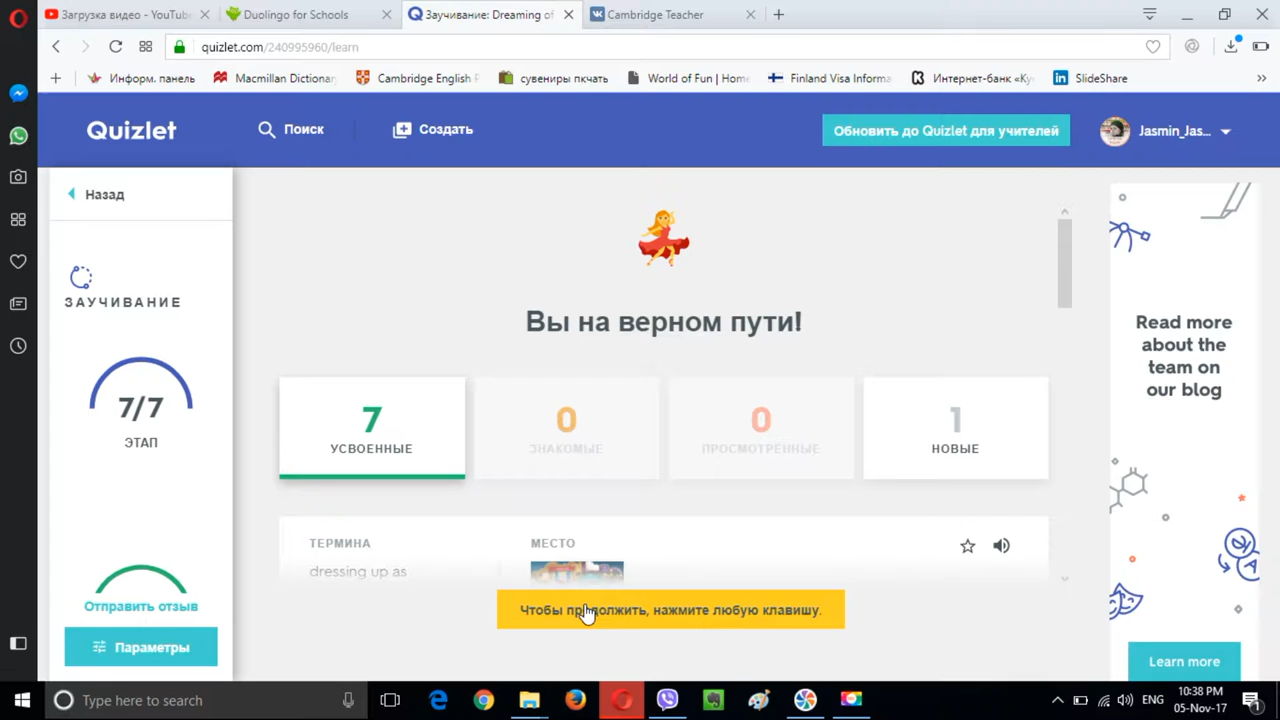 Загрузка видео - YouTube
Duolingo for Schools
Заучивание: Dreaming of
Cambridge Teacher
quizlet.com/240995960/learn
Информ. панель
Macmillan Dictionar
Cambridge English
сувениры пкчать
World of Fun | Home
Finland Visa Informa
Интернет-банк «Ку
SlideShare
Quizlet
Поиск
Создать
Обновить до Quizlet для учителей
Jasmin_Jas...
Назад
ЗАУЧИВАНИЕ
7/7
ЭТАП
Отправить отзыв
Параметры
Вы на верном пути!
7
УСВОЕННЫЕ
0
ЗНАКОМЫЕ
0
ПРОСМОТРЕННЫЕ
1
НОВЫЕ
ТЕРМИНА
МЕСТО
dressing up as
Чтобы продолжить, нажмите любую клавишу.
Read more
about the
team on
our blog
Learn more
Type here to search
ENG
10:38 PM
05-Nov-17
1